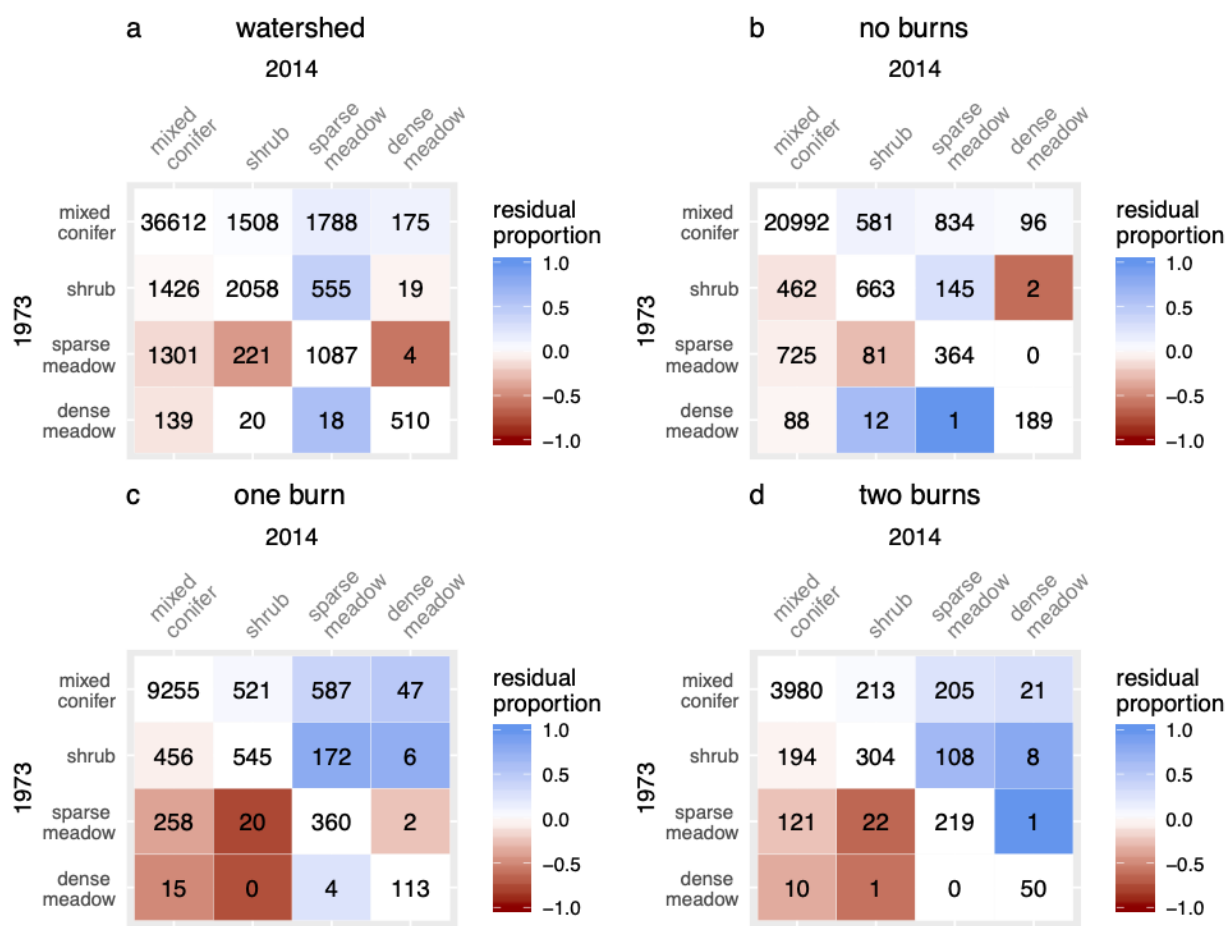 a watershed
2014
mixed conifer shrub sparse meadow dense meadow
1973
mixed conifer 36612 1508 1788 175
shrub 1426 2058 555 19
sparse meadow 1301 221 1087 4
dense meadow 139 20 18 510
residual
proportion
1.0
0.5
0.0
−0.5
−1.0
b no burns
2014
mixed conifer shrub sparse meadow dense meadow
1973
mixed conifer 20992 581 834 96
shrub 462 663 145 2
sparse meadow 725 81 364 0
dense meadow 88 12 1 189
residual
proportion
1.0
0.5
0.0
−0.5
−1.0
c one burn
2014
mixed conifer shrub sparse meadow dense meadow
1973
mixed conifer 9255 521 587 47
shrub 456 545 172 6
sparse meadow 258 20 360 2
dense meadow 15 0 4 113
residual
proportion
1.0
0.5
0.0
−0.5
−1.0
d two burns
2014
mixed conifer shrub sparse meadow dense meadow
1973
mixed conifer 3980 213 205 21
shrub 194 304 108 8
sparse meadow 121 22 219 1
dense meadow 10 1 0 50
residual
proportion
1.0
0.5
0.0
−0.5
−1.0